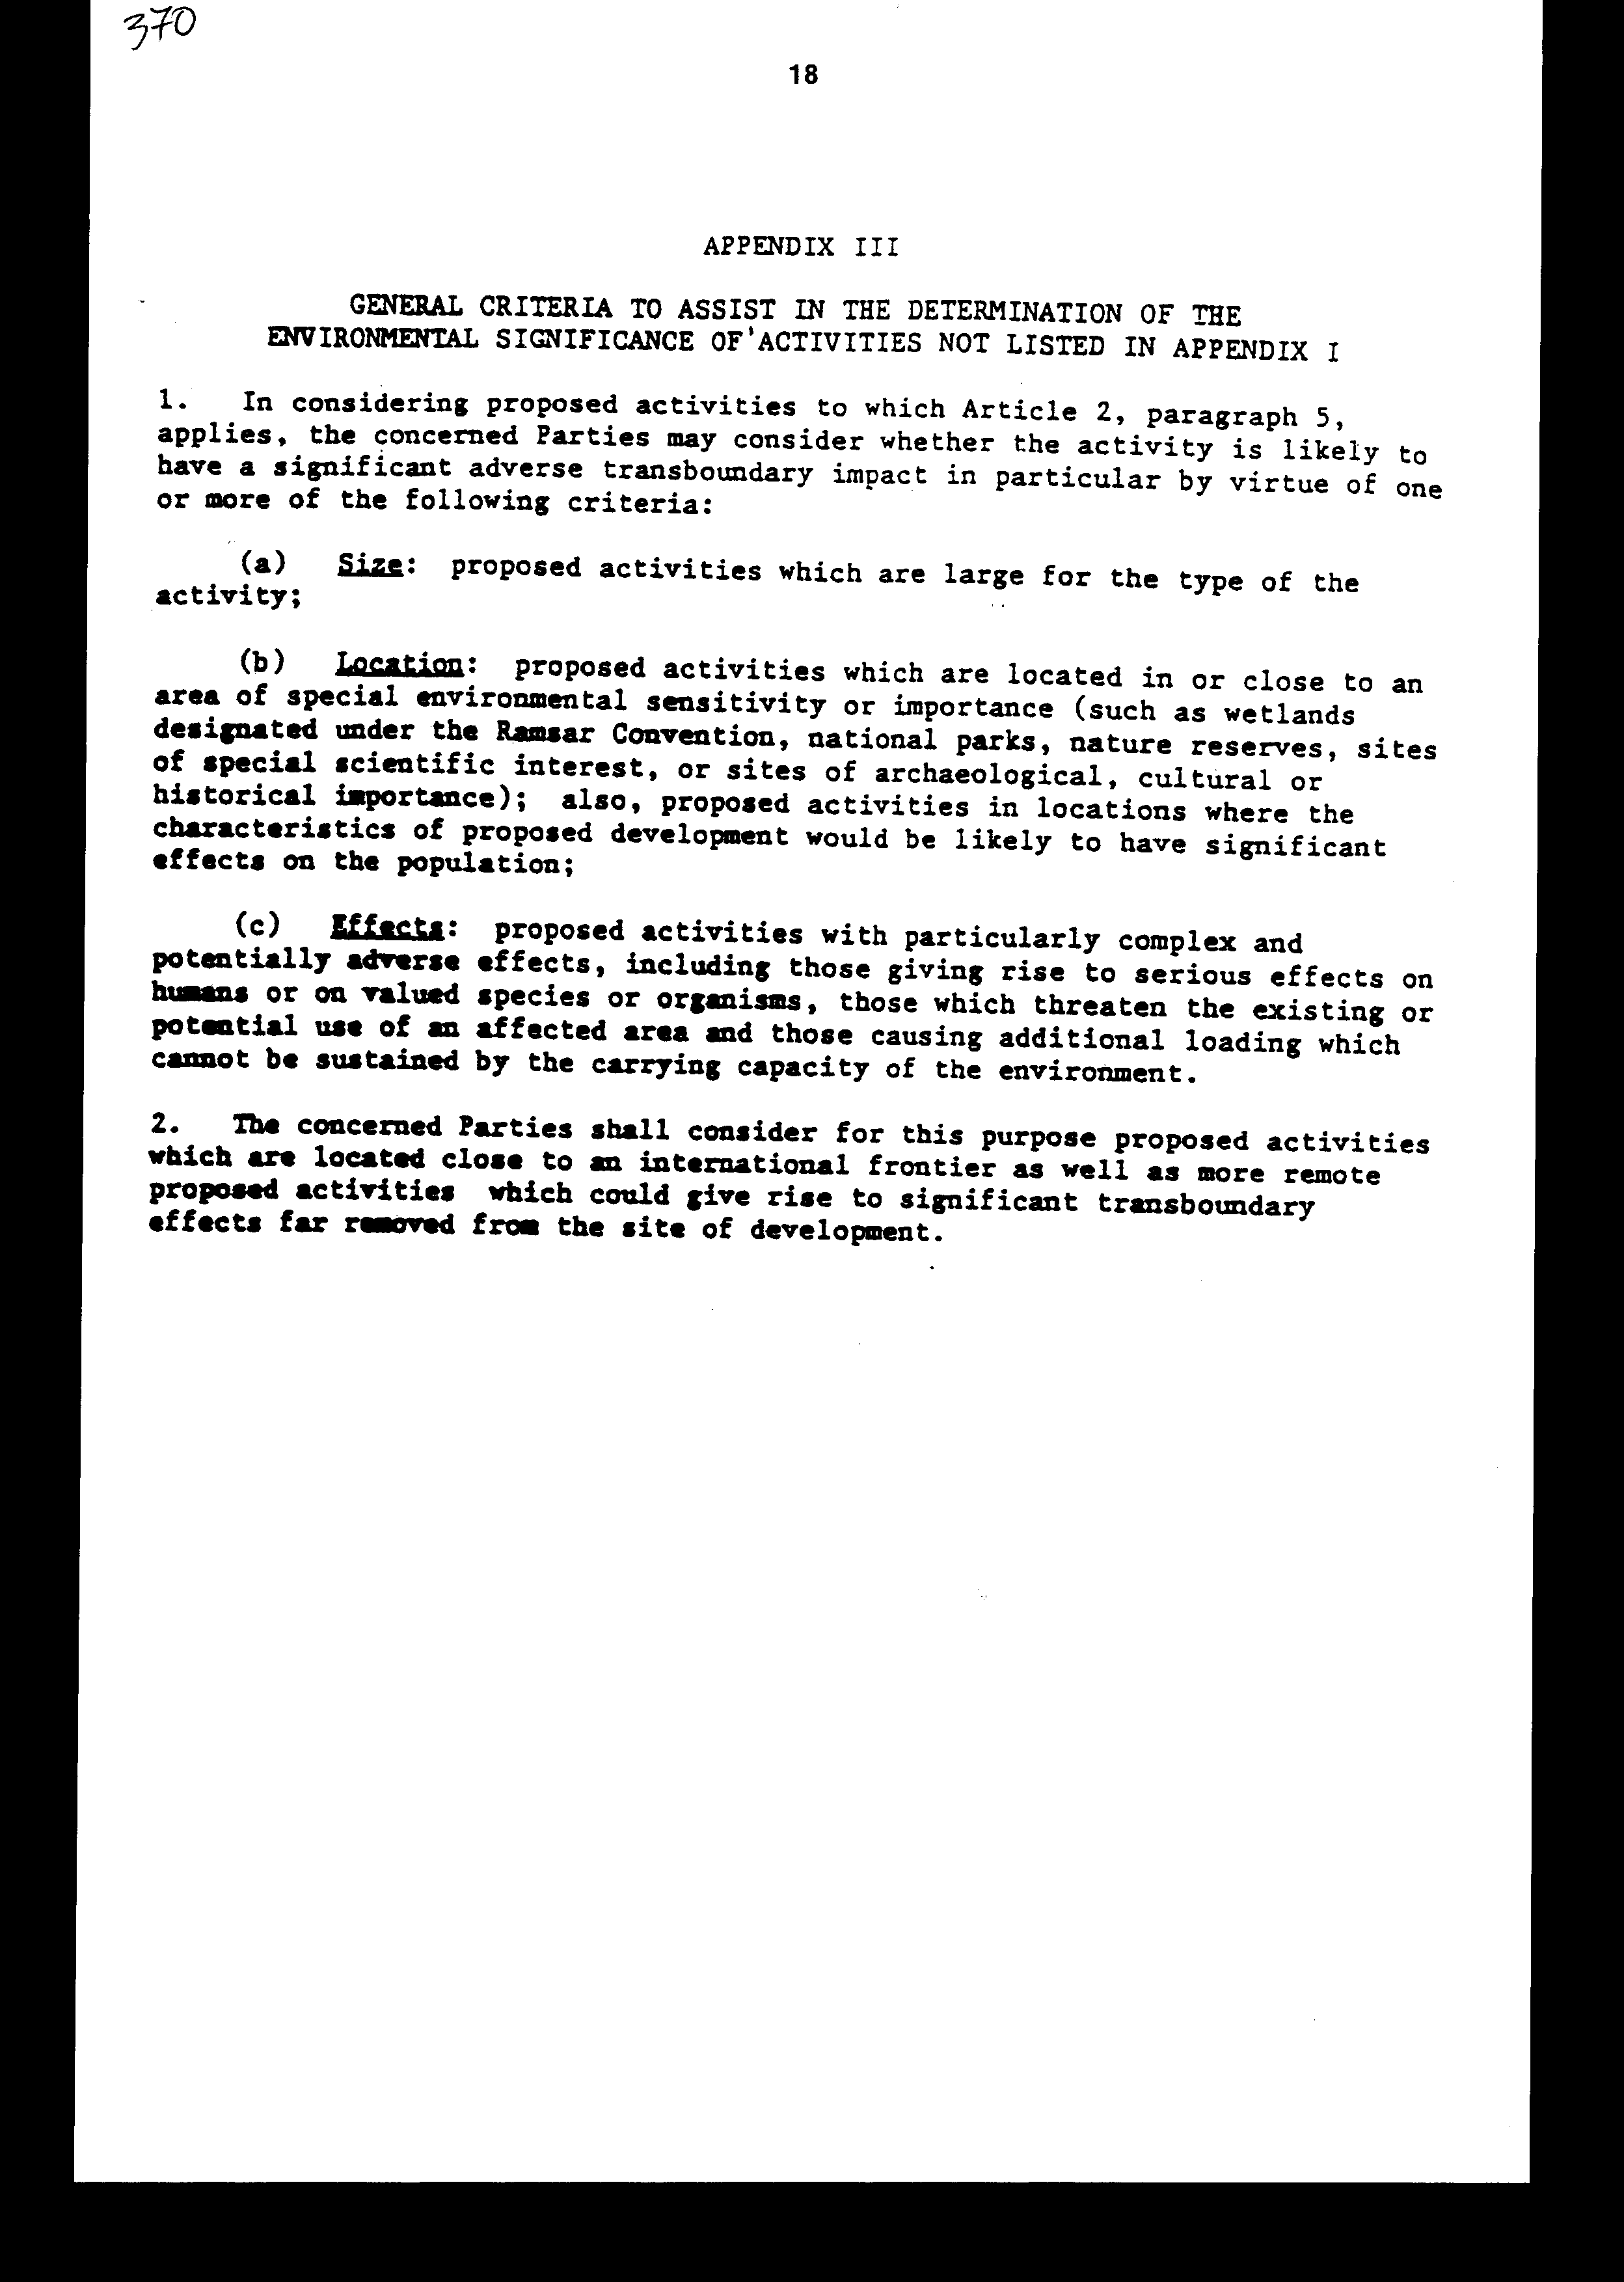 370
18
APPENDIX III
GENERAL CRITERIA TO ASSIST IN THE DETERMINATION OF THE
ENVIRONMENTAL SIGNIFICANCE OF ACTIVITIES NOT LISTED IN APPENDIX I
1. In considering proposed activities to which Article 2, paragraph 5,
applies, the concerned Parties may consider whether the activity is likely to
have a significant adverse transboundary impact in particular by virtue of one
or more of the following criteria:
(a) Size: proposed activities which are large for the type of the
activity;
(b) Location: proposed activities which are located in or close to an
area of special environmental sensitivity or importance (such as wetlands
designated under the Ramsar Convention, national parks, nature reserves, sites
of special scientific interest, or sites of archaeological, cultural or
historical importance); also, proposed activities in locations where the
characteristics of proposed development would be likely to have significant
effects on the population;
(c) Effects: proposed activities with particularly complex and
potentially adverse effects, including those giving rise to serious effects on
humans or on valued species or organisms, those which threaten the existing or
potential use of an affected area and those causing additional loading which
cannot be sustained by the carrying capacity of the environment.
2. The concerned Parties shall consider for this purpose proposed activities
which are located close to an international frontier as well as more remote
proposed activities which could give rise to significant transboundary
effects far removed from the site of development.